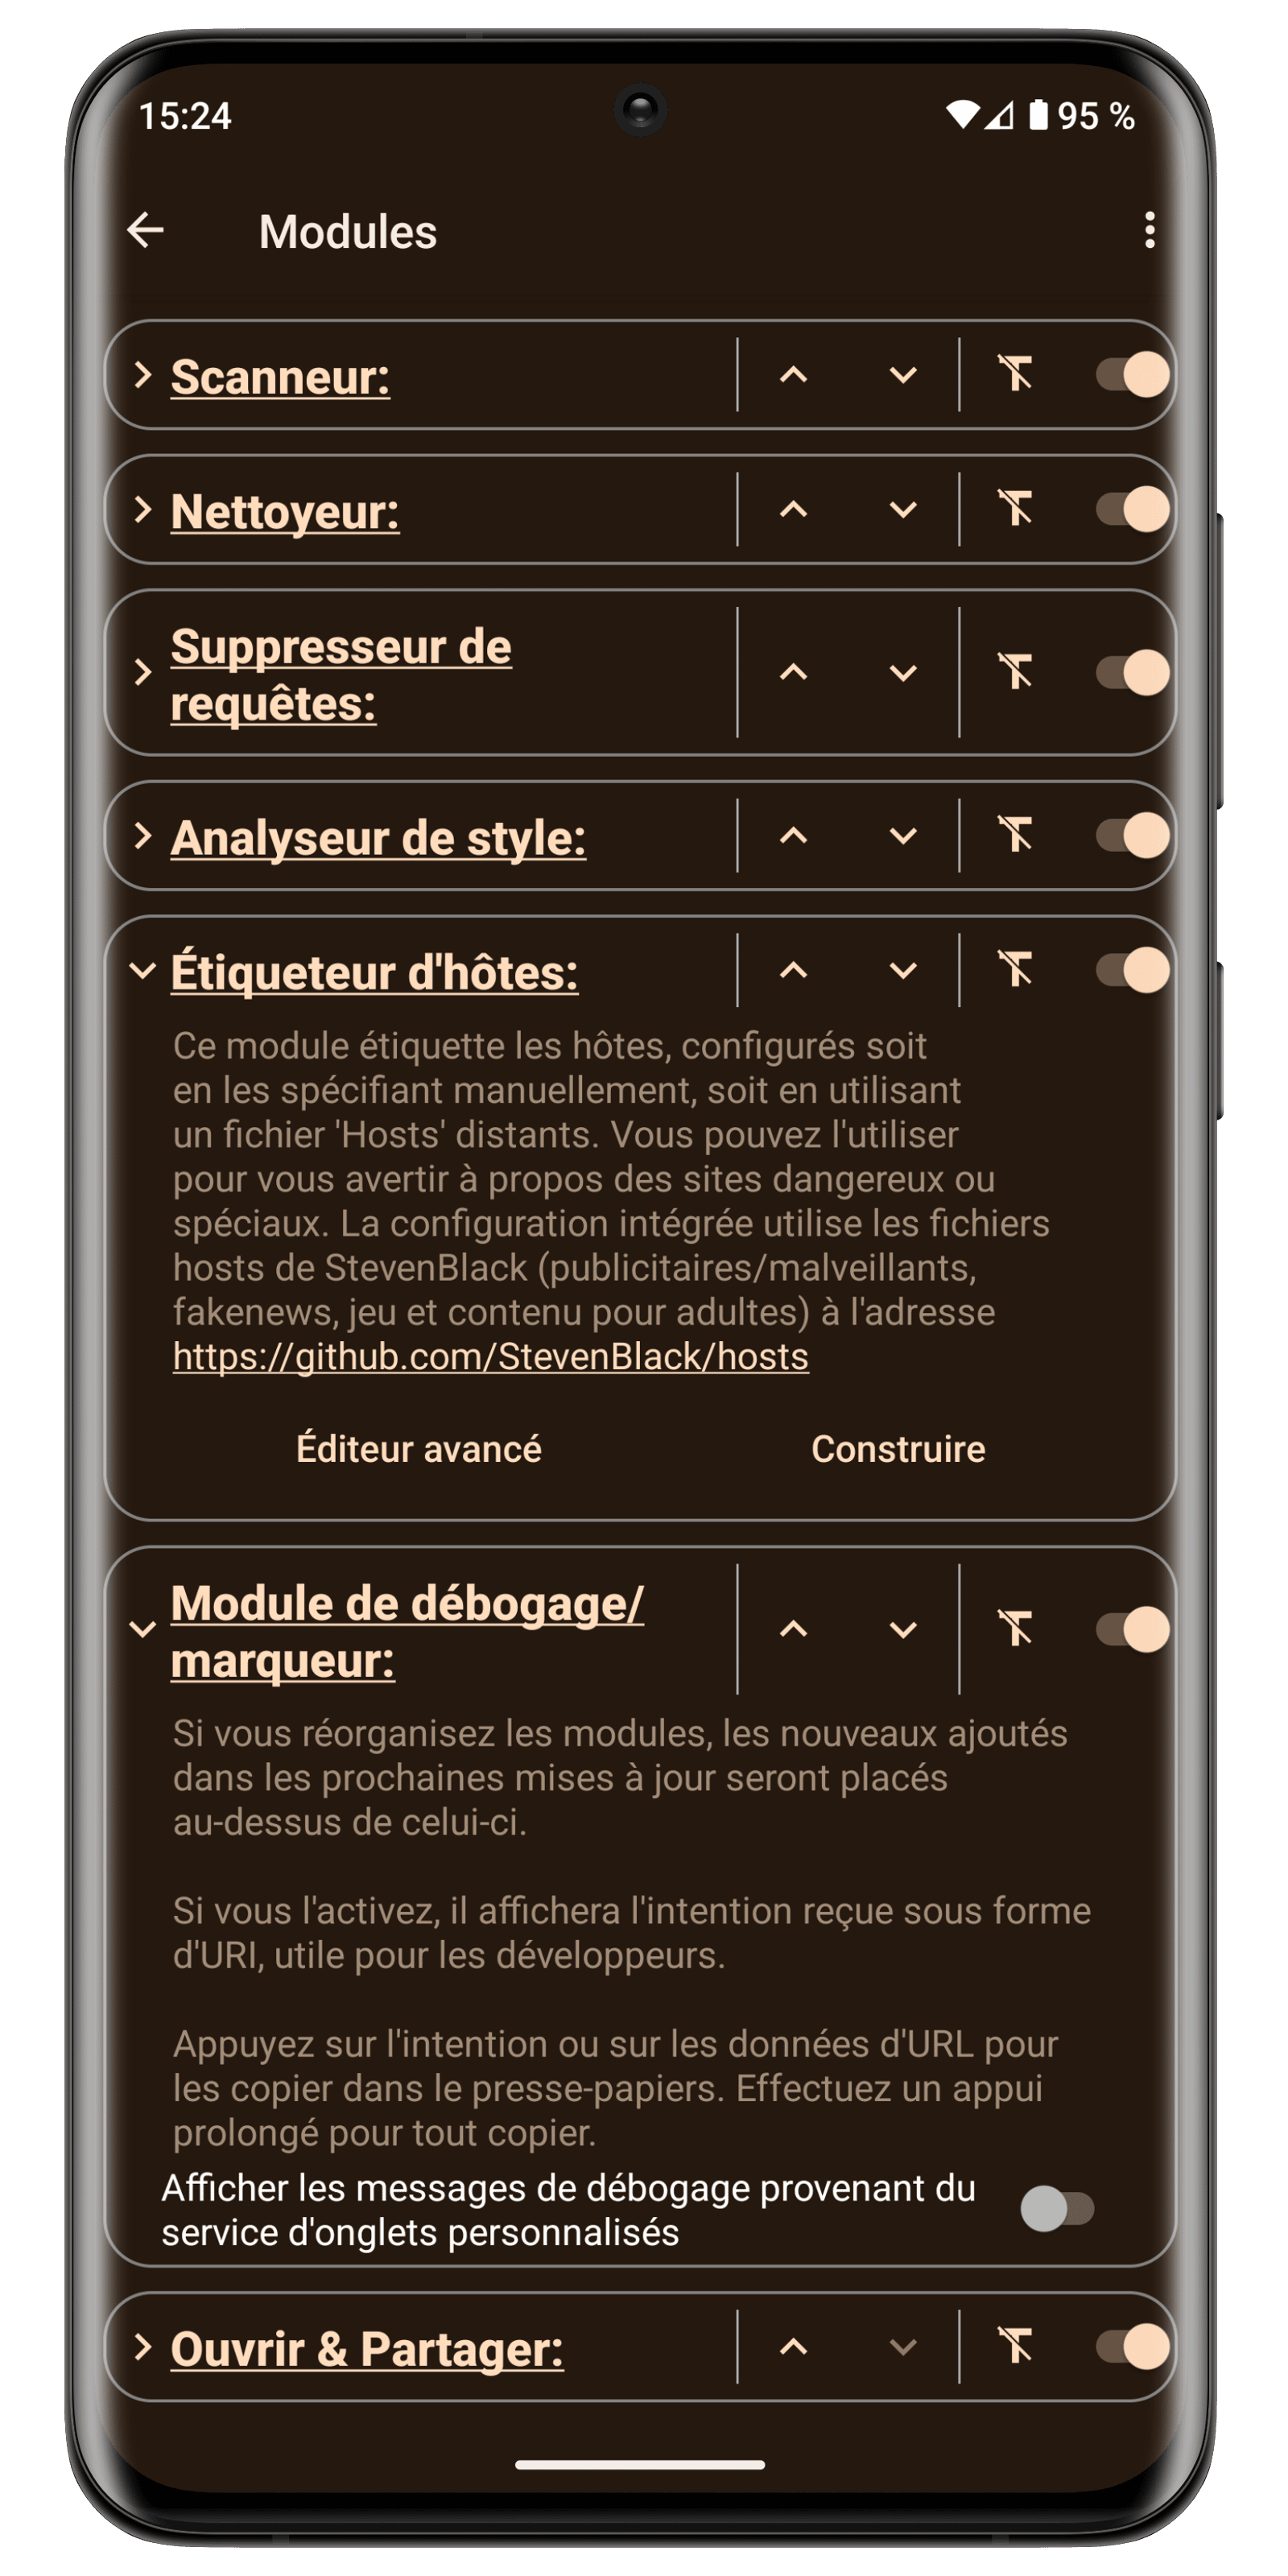 15:24
95 %
Modules
Scanneur:
Nettoyeur:
Suppresseur de
requêtes:
Analyseur de style:
Étiqueteur d'hôtes:
Ce module étiquette les hôtes, configurés soit
en les spécifiant manuellement, soit en utilisant
un fichier 'Hosts' distants. Vous pouvez l'utiliser
pour vous avertir à propos des sites dangereux ou
spéciaux. La configuration intégrée utilise les fichiers
hosts de StevenBlack (publicitaires/malveillants,
fakenews, jeu et contenu pour adultes) à l'adresse
https://github.com/StevenBlack/hosts
Éditeur avancé
Construire
Module de débogage/
marqueur:
Si vous réorganisez les modules, les nouveaux ajoutés
dans les prochaines mises à jour seront placés
au-dessus de celui-ci.
Si vous l'activez, il affichera l'intention reçue sous forme
d'URI, utile pour les développeurs.
Appuyez sur l'intention ou sur les données d'URL pour
les copier dans le presse-papiers. Effectuez un appui
prolongé pour tout copier.
Afficher les messages de débogage provenant du
service d'onglets personnalisés
Ouvrir & Partager: